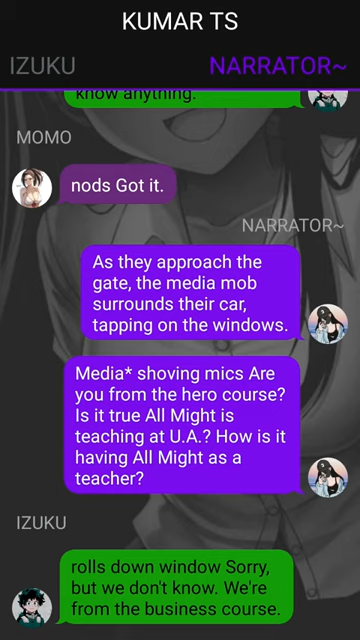 KUMAR TS
IZUKU
NARRATOR~
know anything.
MOMO
nods Got it.
NARRATOR~
As they approach the
gate, the media mob
surrounds their car,
tapping on the windows.
Media* shoving mics Are
you from the hero course?
Is it true All Might is
teaching at U.A.? How is it
having All Might as a
teacher?
IZUKU
rolls down window Sorry,
but we don't know. We're
from the business course.